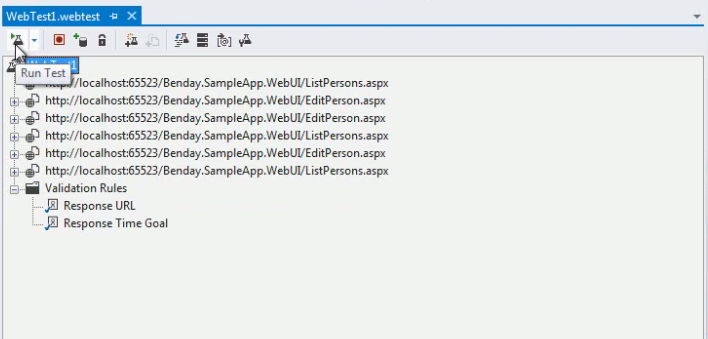 WebTest1.webtest
WebTest1
Run Test
http://localhost:65523/Benday.SampleApp.WebUI/ListPersons.aspx
http://localhost:65523/Benday.SampleApp.WebUI/EditPerson.aspx
http://localhost:65523/Benday.SampleApp.WebUI/ListPersons.aspx
http://localhost:65523/Benday.SampleApp.WebUI/ListPersons.aspx
http://localhost:65523/Benday.SampleApp.WebUI/EditPerson.aspx
http://localhost:65523/Benday.SampleApp.WebUI/ListPersons.aspx
Validation Rules
Response URL
Response Time Goal